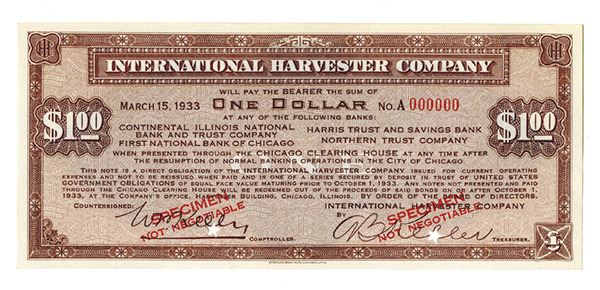 INTERNATIONAL HARVESTER COMPANY
WILL PAY THE BEARER THE SUM OF
MARCH 15, 1933 ONE DOLLAR No. A 000000
AT ANY OF THE FOLLOWING BANKS:
CONTINENTAL ILLINOIS NATIONAL HARRIS TRUST AND SAVINGS BANK
BANK AND TRUST COMPANY
FIRST NATIONAL BANK OF CHICAGO NORTHERN TRUST COMPANY
$1.00 $1.00
WHEN PRESENTED THROUGH THE CHICAGO CLEARING HOUSE AT ANY TIME AFTER
THE RESUMPTION OF NORMAL BANKING OPERATIONS IN THE CITY OF CHICAGO.
THIS NOTE IS A DIRECT OBLIGATION OF THE INTERNATIONAL HARVESTER COMPANY ISSUED FOR CURRENT OPERATING
EXPENSES AND NOT TO BE REISSUED. WHEN PAID AND IS ONE OF A SERIES SECURED BY DEPOSIT IN TRUST OF UNITED STATES
GOVERNMENT OBLIGATIONS OF EQUAL FACE VALUE MATURING PRIOR TO OCTOBER 1, 1933. ANY NOTES NOT PRESENTED AND PAID
THROUGH THE CHICAGO CLEARING HOUSE WILL BE REDEEMED OUT OF THE PROCEEDS OF SAID BONDS ON OR AFTER OCTOBER 1,
1933, AT THE COMPANY'S OFFICE, HARVESTER BUILDING, CHICAGO, ILLINOIS, BY ORDER OF THE BOARD OF DIRECTORS.
COUNTERSIGNED: INTERNATIONAL HARVESTER COMPANY
BY
SPECIMEN SPECIMEN
NOT NEGOTIABLE NOT NEGOTIABLE
COMPTROLLER. TREASURER.